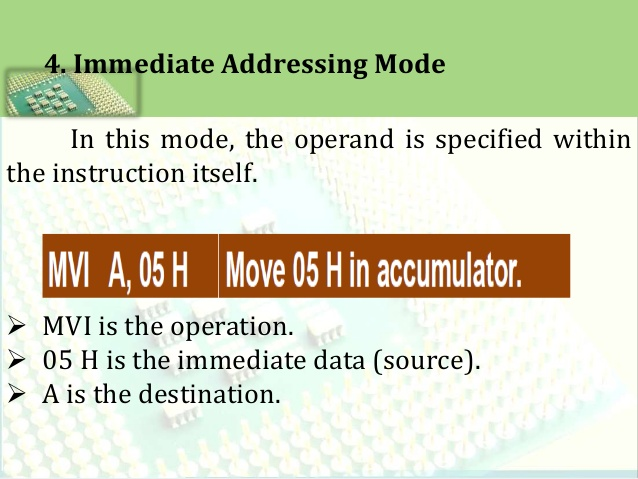 4. Immediate Addressing Mode
In this mode, the operand is specified within
the instruction itself.
MVI A, 05 H Move 05 H in accumulator.
➢ MVI is the operation.
➢ 05 H is the immediate data (source).
➢ A is the destination.